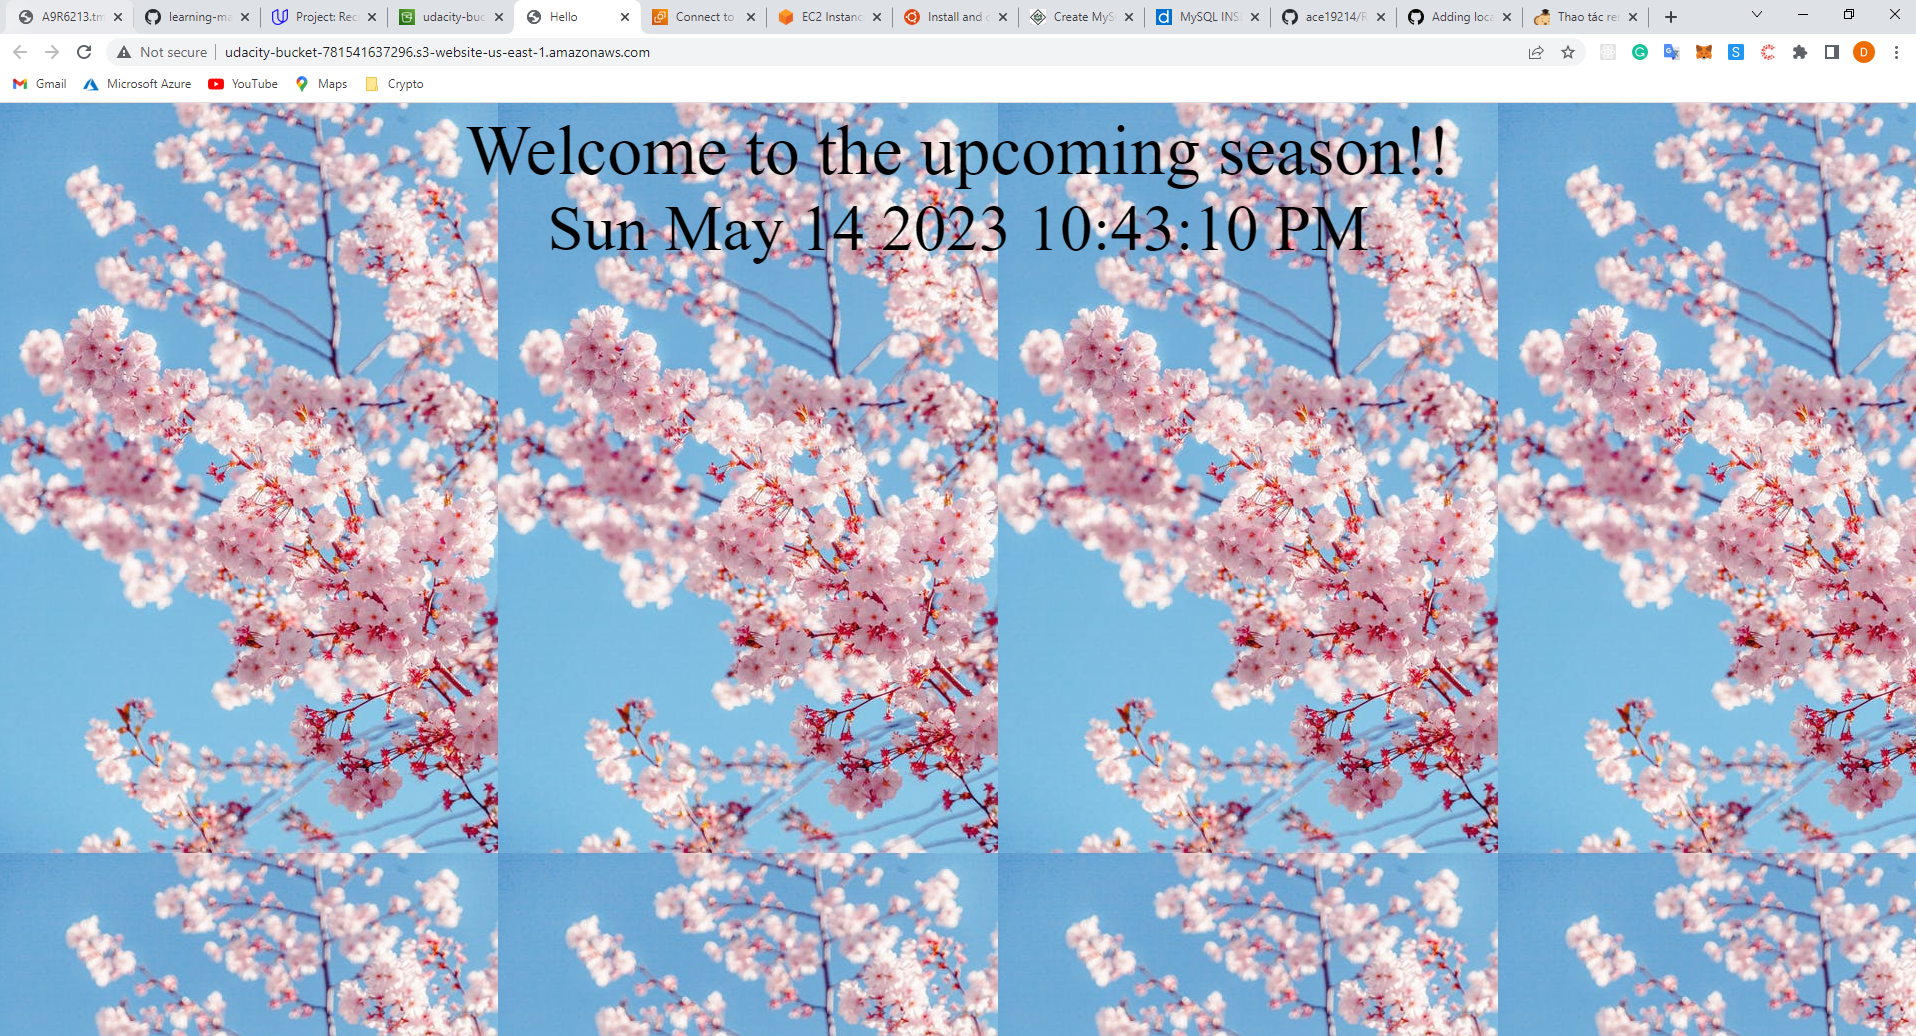 A9R6213.tm
learning-ma
Project: Rec
udacity-buc
Hello
Connect to
EC2 Instanc
Install and c
Create MyS
MySQL INS
ace19214/R
Adding loca
Thao tác re
Not secure
udacity-bucket-781541637296.s3-website-us-east-1.amazonaws.com
D
Gmail
Microsoft Azure
YouTube
Maps
Crypto
Welcome to the upcoming season!!
Sun May 14 2023 10:43:10 PM